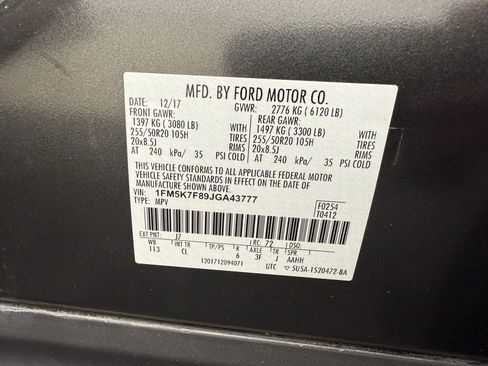 MFD. BY FORD MOTOR CO.
DATE: 12/17 GVWR: 2776 KG ( 6120 LB)
FRONT GAWR: REAR GAWR:
1397 KG ( 3080 LB) WITH 1497 KG ( 3300 LB) WITH
255/50R20 105H TIRES 255/50R20 105H TIRES
20x8.5J RIMS 20x8.5J RIMS
AT 240 kPa/ 35 PSI COLD AT 240 kPa/ 35 PSI COLD
THIS VEHICLE CONFORMS TO ALL APPLICABLE FEDERAL MOTOR
VEHICLE SAFETY STANDARDS IN EFFECT ON THE DATE OF
MANUFACTURE SHOWN ABOVE.
VIN: 1FM5K7F89JGA43777 F0254
TYPE: MPV T0412
EXT PNT: J7 RC: 72 DSO:
WB INT TR TP/PS R AXLE TR SPR
113 CL 6 3F J AAHH
1201712094071 UTC 5USA-1520472-BA